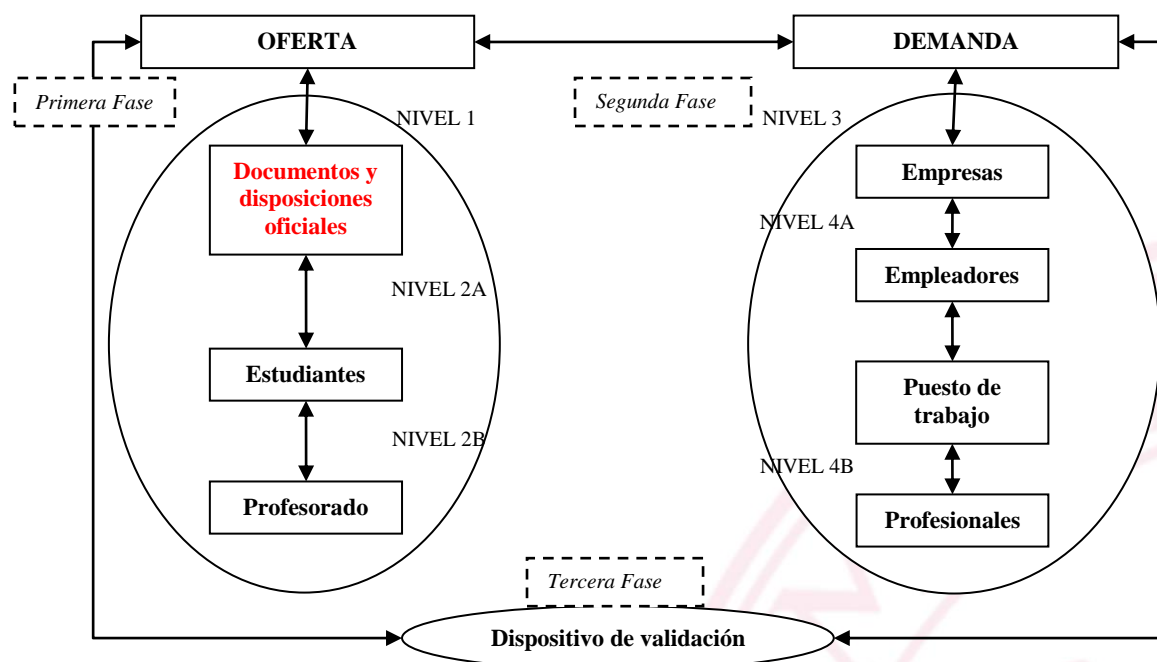 OFERTA
DEMANDA
Primera Fase
Segunda Fase
NIVEL 1
NIVEL 3
Documentos y
disposiciones
oficiales
Empresas
NIVEL 4A
Empleadores
NIVEL 2A
Estudiantes
Puesto de
trabajo
NIVEL 2B
NIVEL 4B
Profesorado
Profesionales
Tercera Fase
Dispositivo de validación